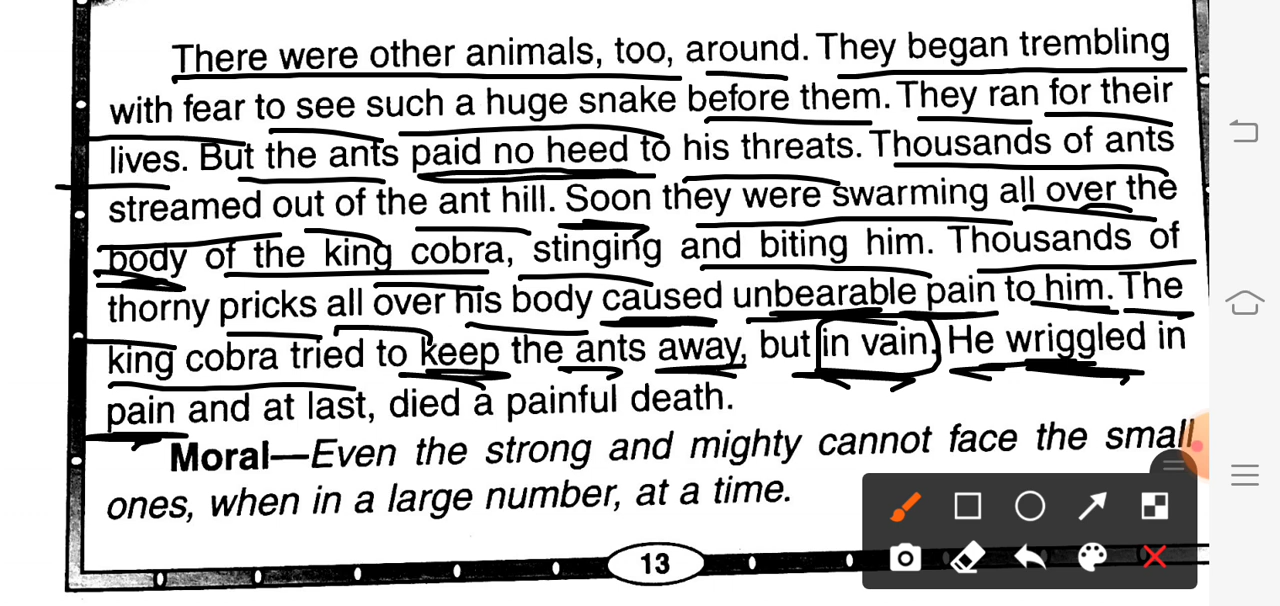 There were other animals, too, around. They began trembling
with fear to see such a huge snake before them. They ran for their
lives. But the ants paid no heed to his threats. Thousands of ants
streamed out of the ant hill. Soon they were swarming all over the
body of the king cobra, stinging and biting him. Thousands of
thorny pricks all over his body caused unbearable pain to him. The
king cobra tried to keep the ants away, but in vain. He wriggled in
pain and at last, died a painful death.
Moral—Even the strong and mighty cannot face the small
ones, when in a large number, at a time.
13